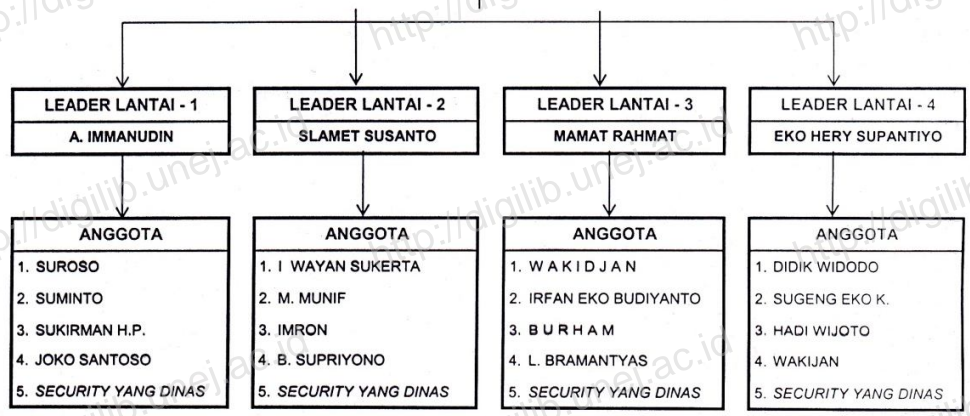 LEADER LANTAI - 1
A. IMMANUDIN
LEADER LANTAI - 2
SLAMET SUSANTO
LEADER LANTAI - 3
MAMAT RAHMAT
LEADER LANTAI - 4
EKO HERY SUPANTIYO
ANGGOTA
1. SUROSO
2. SUMINTO
3. SUKIRMAN H.P.
4. JOKO SANTOSO
5. SECURITY YANG DINAS
ANGGOTA
1. I WAYAN SUKERTA
2. M. MUNIF
3. IMRON
4. B. SUPRIYONO
5. SECURITY YANG DINAS
ANGGOTA
1. W A K I D J A N
2. IRFAN EKO BUDIYANTO
3. B U R H A M
4. L. BRAMANTYAS
5. SECURITY YANG DINAS
ANGGOTA
1. DIDIK WIDODO
2. SUGENG EKO K.
3. HADI WIJOTO
4. WAKIJAN
5. SECURITY YANG DINAS
http://digilib.unej.ac.id